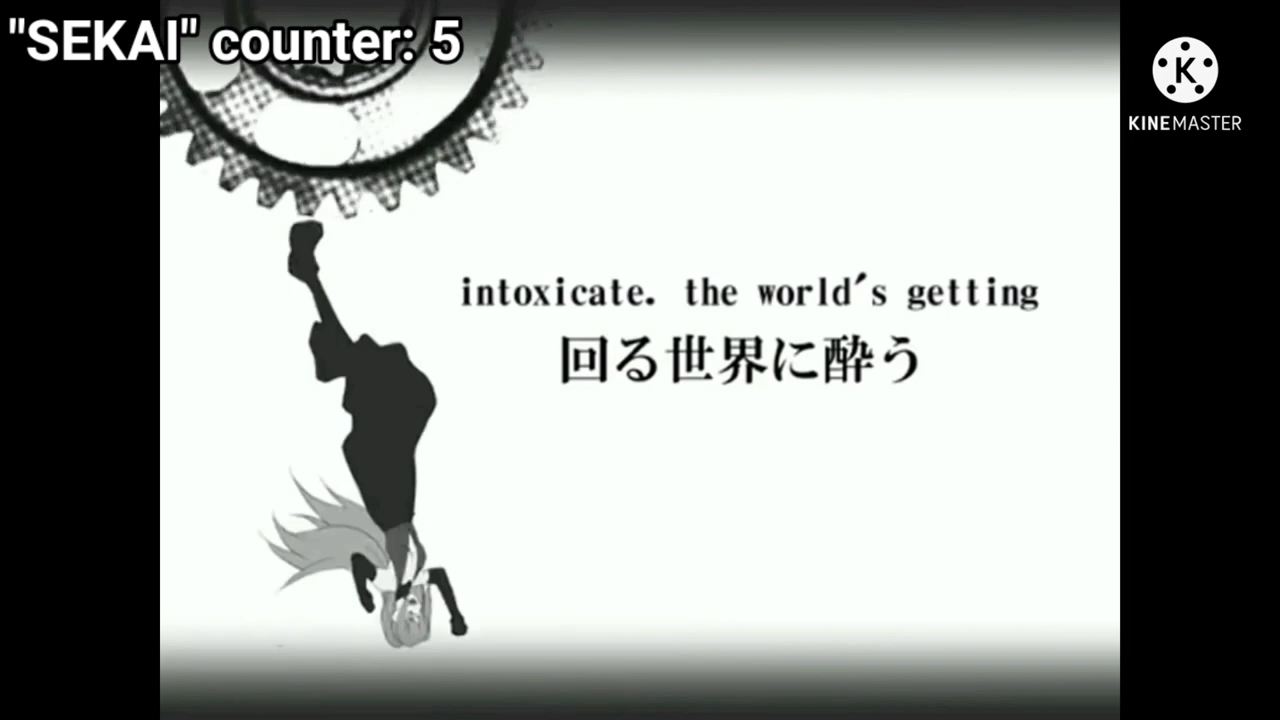 "SEKAI" counter: 5
K
KINEMASTER
intoxicate. the world's getting
回る世界に酔う